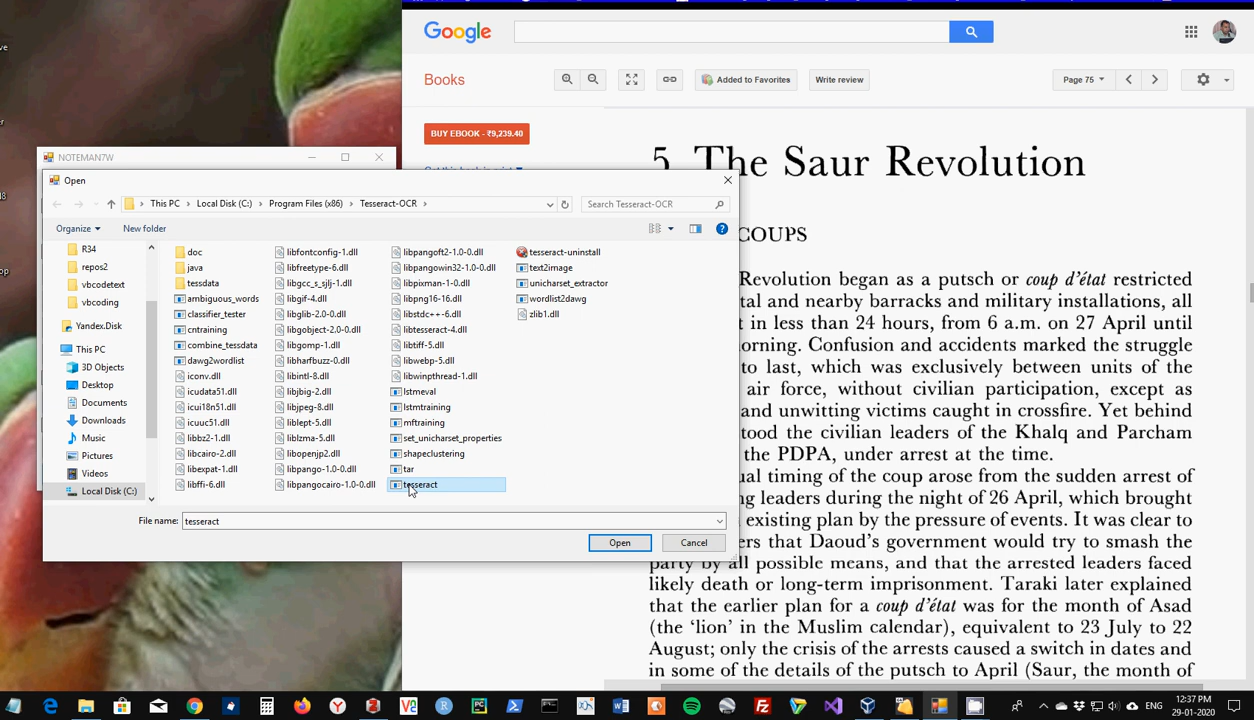 Google
Books
Added to Favorites
Write review
Page 75
BUY EBOOK - ₹9,239.40
NOTEMAN7W
Open
This PC
Local Disk (C:)
Program Files (x86)
Tesseract-OCR
Search Tesseract-OCR
Organize
New folder
R34
repos2
vbcodetext
vbcoding
Yandex.Disk
This PC
3D Objects
Desktop
Documents
Downloads
Music
Pictures
Videos
Local Disk (C:)
doc
java
tessdata
ambiguous_words
classifier_tester
cntraining
combine_tessdata
dawg2wordlist
iconv.dll
icudata51.dll
icui18n51.dll
icuuc51.dll
libbz2-1.dll
libcairo-2.dll
libexpat-1.dll
libffi-6.dll
libfontconfig-1.dll
libfreetype-6.dll
libgcc_s_sjlj-1.dll
libgif-4.dll
libglib-2.0-0.dll
libgobject-2.0-0.dll
libgomp-1.dll
libharfbuzz-0.dll
libintl-8.dll
libjbig-2.dll
libjpeg-8.dll
liblept-5.dll
liblzma-5.dll
libopenjp2.dll
libpango-1.0-0.dll
libpangocairo-1.0-0.dll
libpangoft2-1.0-0.dll
libpangowin32-1.0-0.dll
libpixman-1-0.dll
libpng16-16.dll
libstdc++-6.dll
libtesseract-4.dll
libtiff-5.dll
libwebp-5.dll
libwinpthread-1.dll
lstmeval
lstmtraining
mftraining
set_unicharset_properties
shapeclustering
tar
tesseract
tesseract-uninstall
text2image
unicharset_extractor
wordlist2dawg
zlib1.dll
File name:
tesseract
Open
Cancel
5 The Saur Revolution
COUPS
Revolution began as a putsch or coup d'état restricted
tal and nearby barracks and military installations, all
t in less than 24 hours, from 6 a.m. on 27 April until
orning. Confusion and accidents marked the struggle
to last, which was exclusively between units of the
air force, without civilian participation, except as
and unwitting victims caught in crossfire. Yet behind
tood the civilian leaders of the Khalq and Parcham
the PDPA, under arrest at the time.
ual timing of the coup arose from the sudden arrest of
ng leaders during the night of 26 April, which brought
existing plan by the pressure of events. It was clear to
ers that Daoud's government would try to smash the
party by all possible means, and that the arrested leaders faced
likely death or long-term imprisonment. Taraki later explained
that the earlier plan for a coup d'état was for the month of Asad
(the 'lion' in the Muslim calendar), equivalent to 23 July to 22
August; only the crisis of the arrests caused a switch in dates and
in some of the details of the putsch to April (Saur, the month of
ENG
12:37 PM
29-01-2020